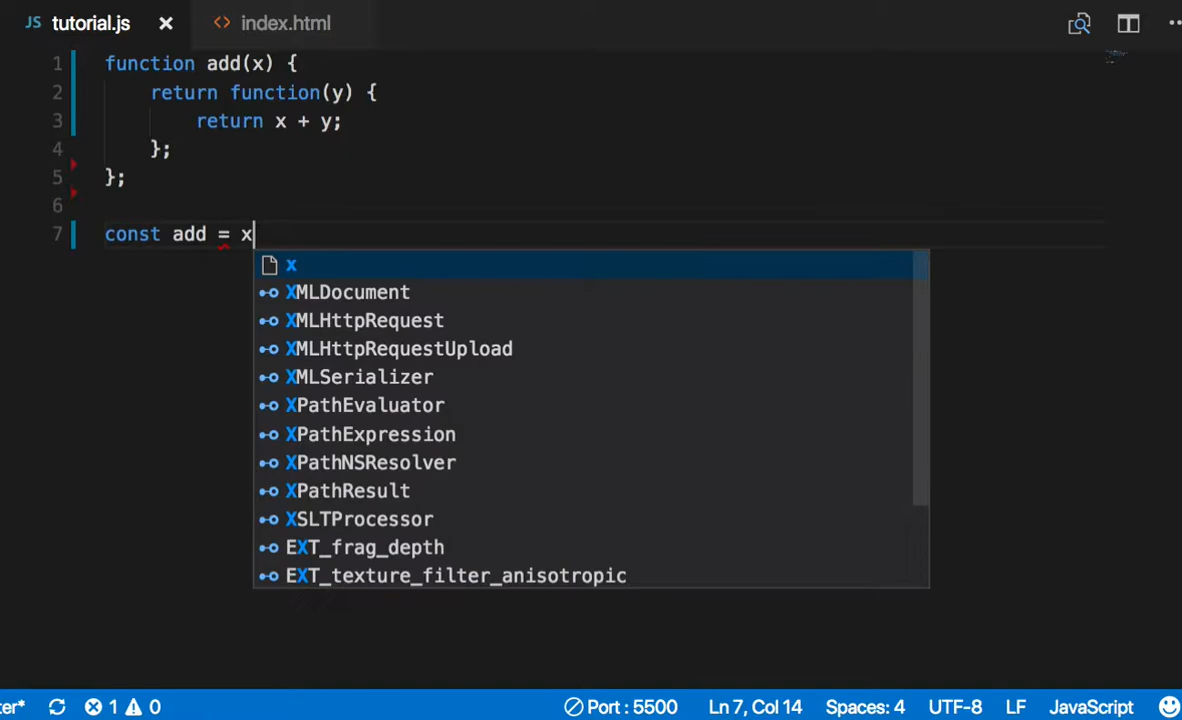 JS tutorial.js × <> index.html
1 function add(x) {
2 return function(y) {
3 return x + y;
4 };
5 };
6
7 const add = x
x
XMLDocument
XMLHttpRequest
XMLHttpRequestUpload
XMLSerializer
XPathEvaluator
XPathExpression
XPathNSResolver
XPathResult
XSLTProcessor
EXT_frag_depth
EXT_texture_filter_anisotropic
ter* 1 0 Port : 5500 Ln 7, Col 14 Spaces: 4 UTF-8 LF JavaScript